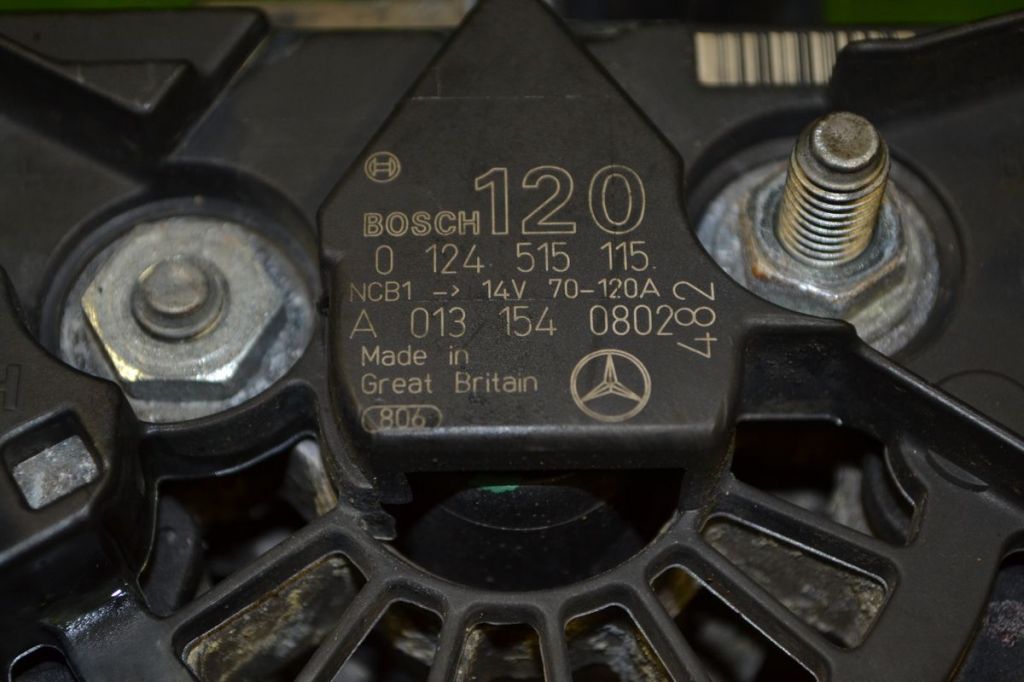 BOSCH 120
0 124 515 115
NCB1 -> 14V 70-120A
A 013 154 0802
482
Made in
Great Britain
806